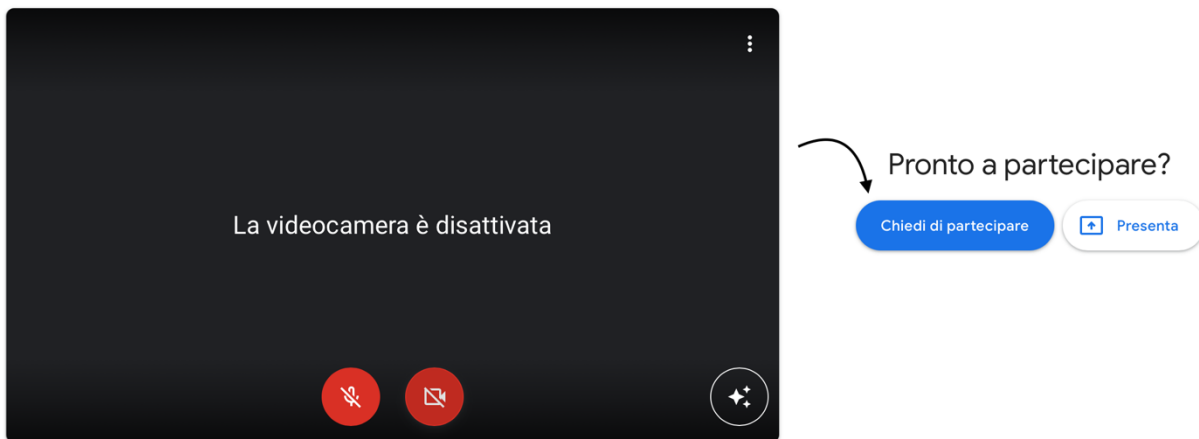 La videocamera è disattivata
Pronto a partecipare?
Chiedi di partecipare
Presenta